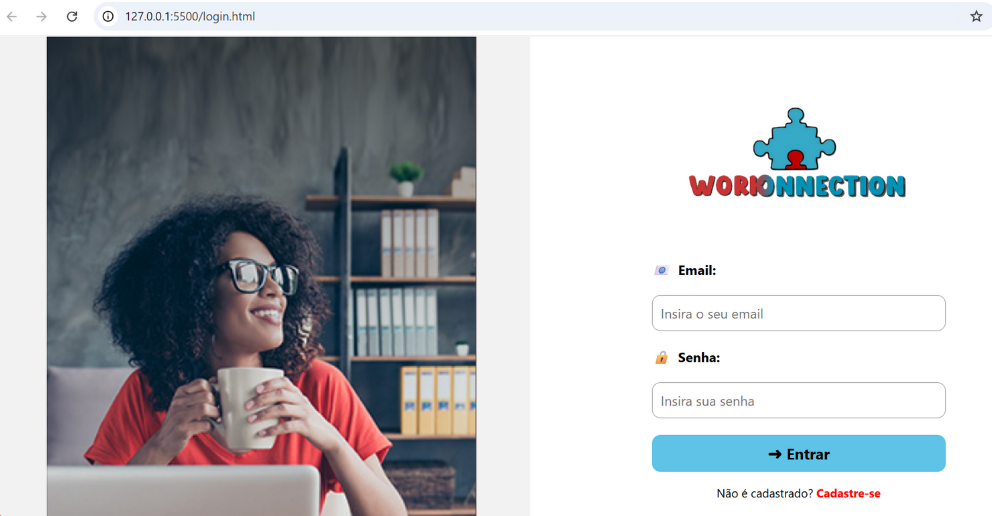 127.0.0.1:5500/login.html
WORKONNECTION
Email:
Insira o seu email
Senha:
Insira sua senha
➜ Entrar
Não é cadastrado? Cadastre-se